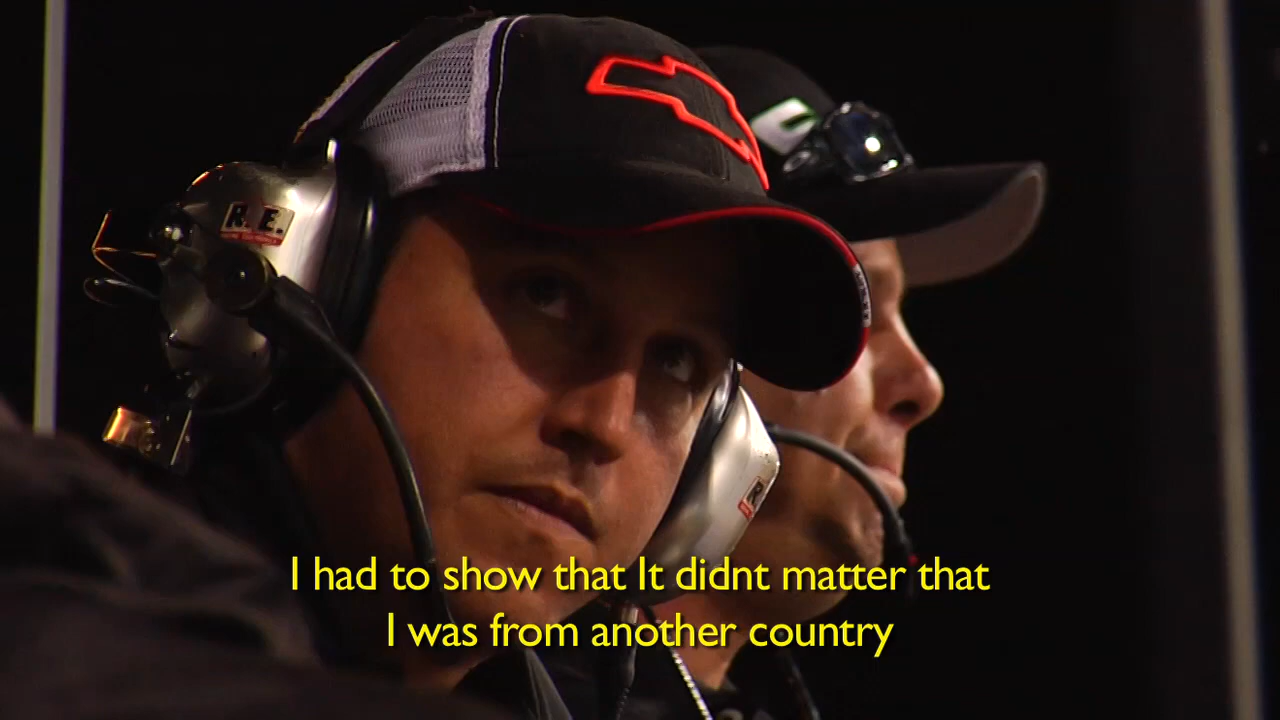 R. E.
R
I had to show that It didnt matter that
I was from another country